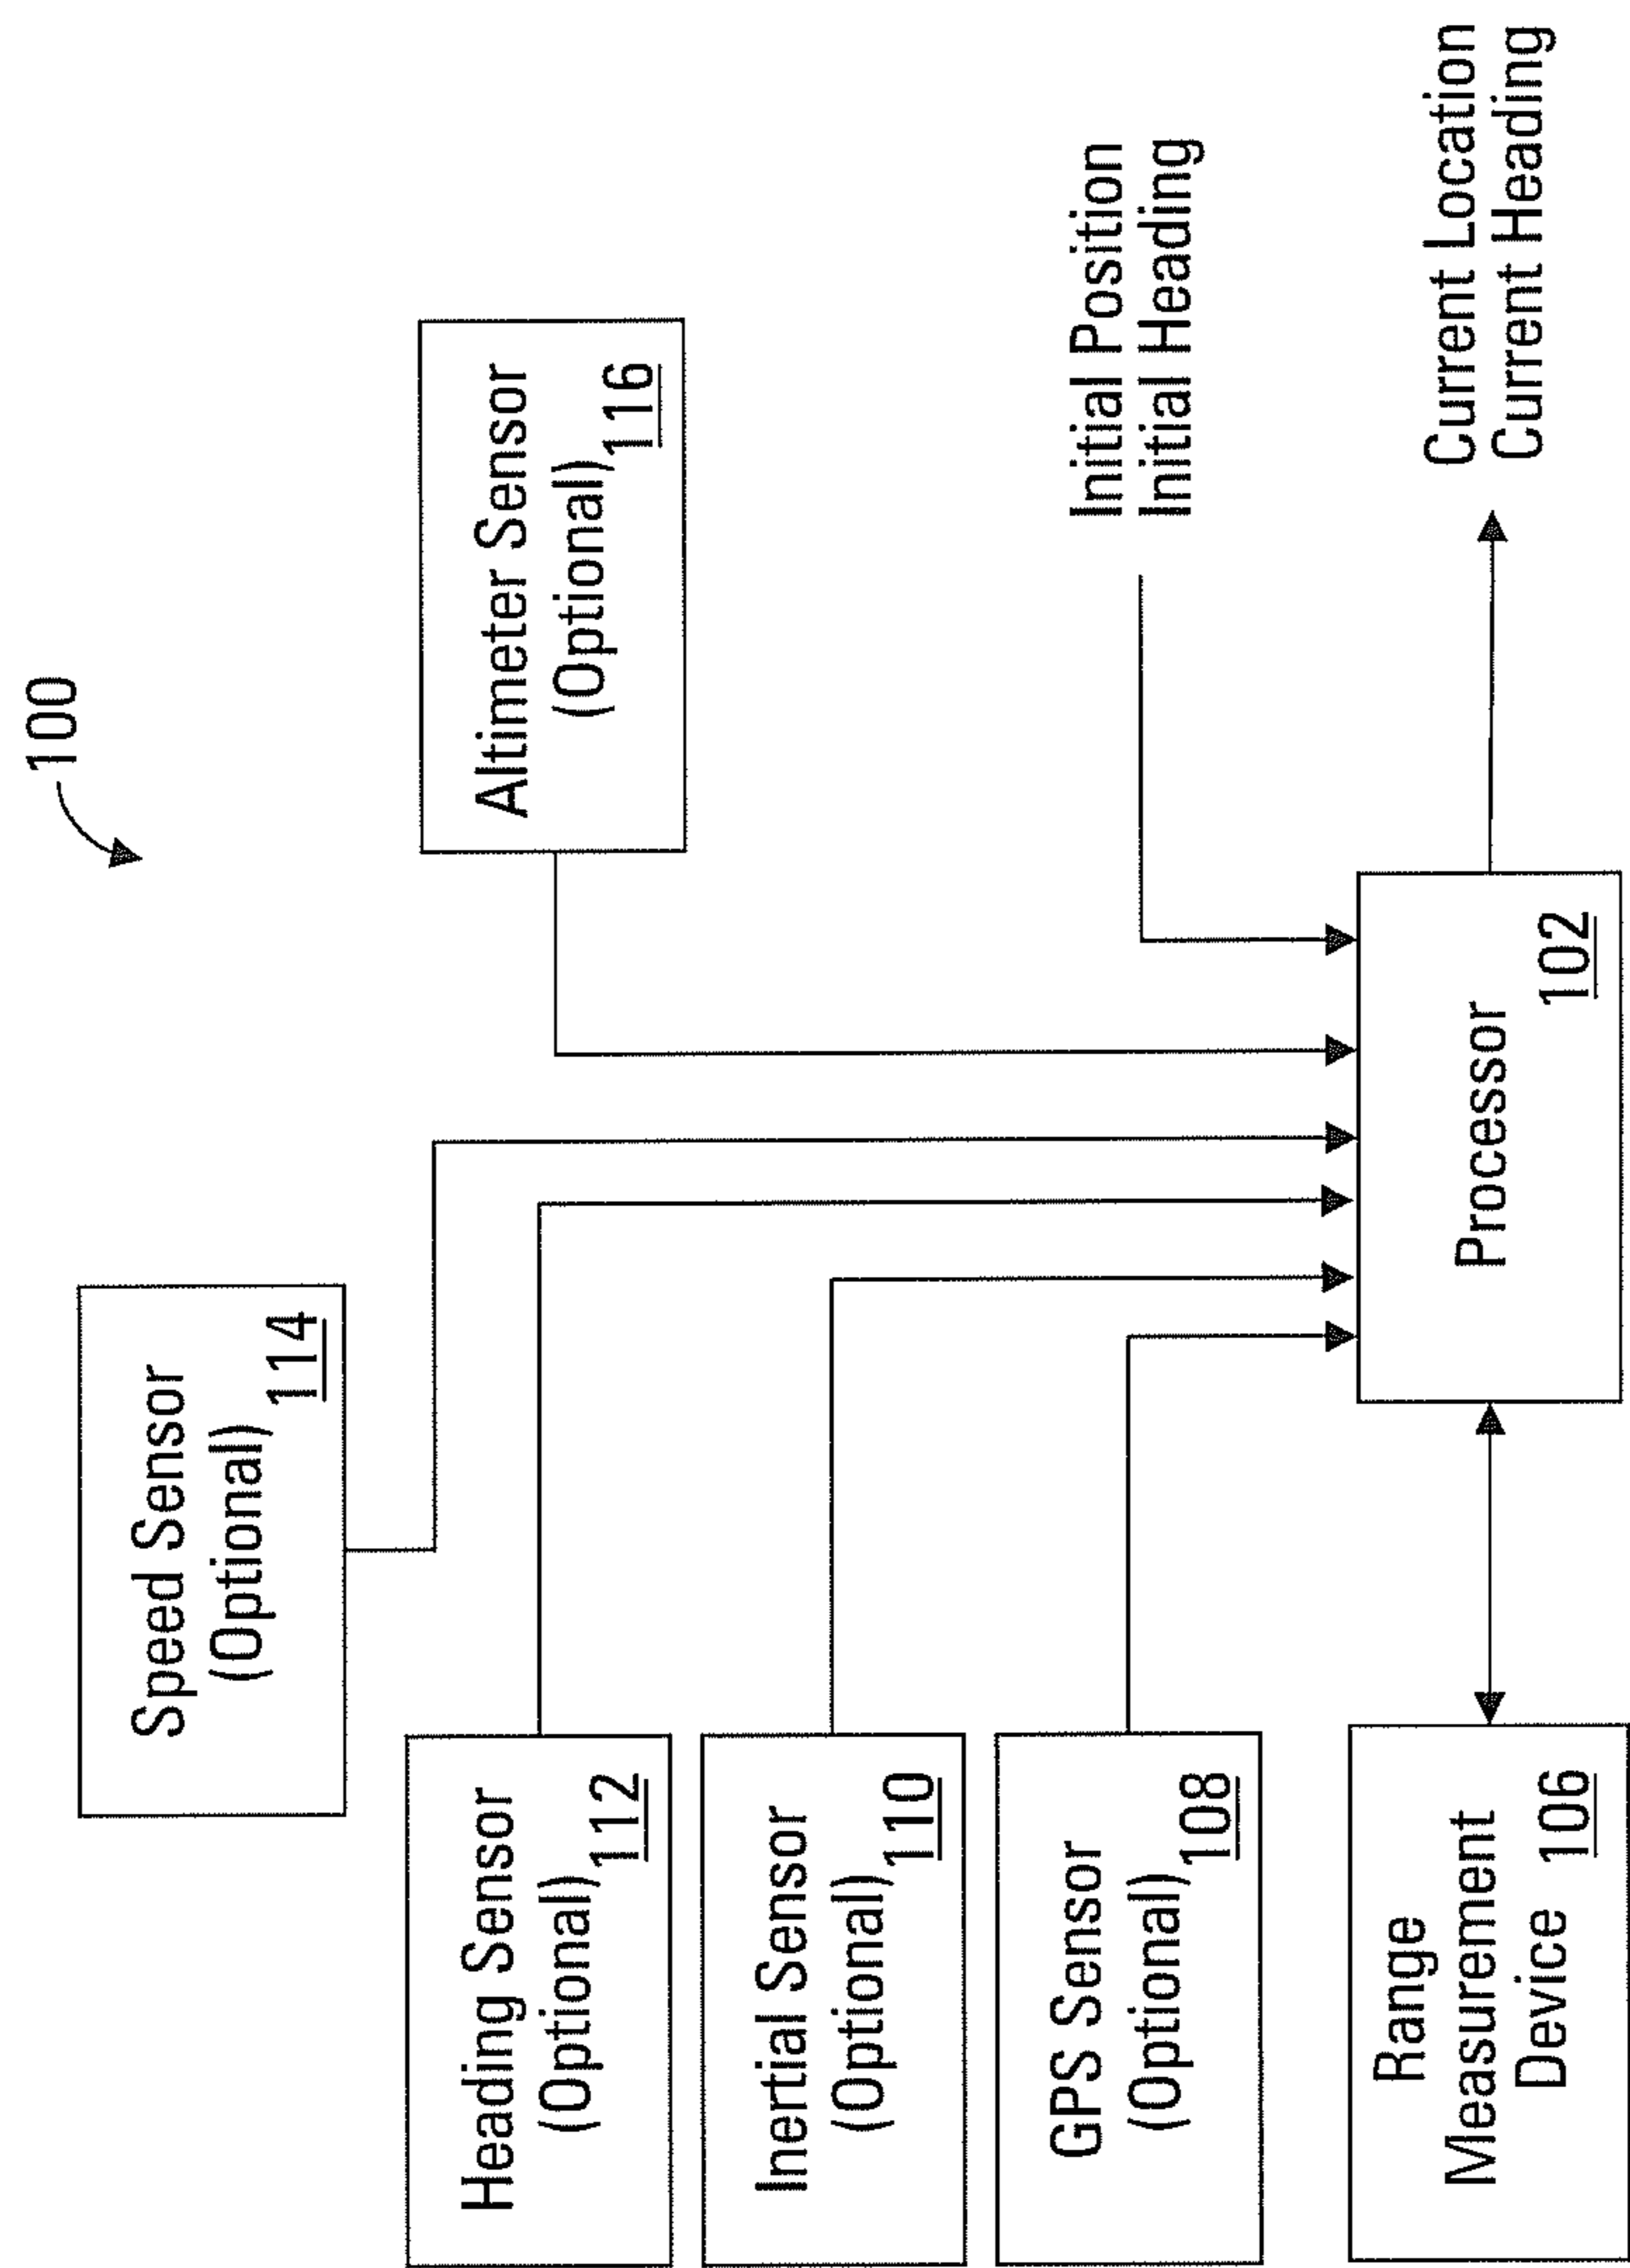 100
Speed Sensor
(Optional)
114
Heading Sensor
(Optional)
112
Altimeter Sensor
(Optional)
116
Inertial Sensor
(Optional)
110
GPS Sensor
(Optional)
108
Initial Position
Initial Heading
Range
Measurement
Device 106
Processor
102
Current Location
Current Heading